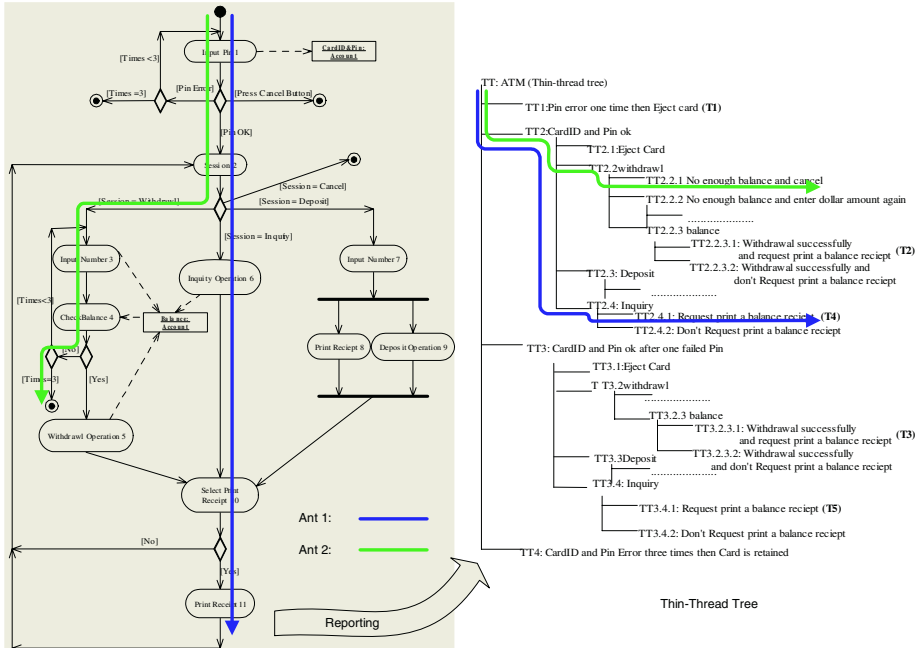 Input Pin 1
CardID&Pin:
Account
[Times <3]
[Pin Error]
[Times =3]
[Press Cancel Button]
[Pin OK]
Session 2
[Session = Cancel]
[Session = Withdrawl]
[Session = Deposit]
[Session = Inquity]
Input Number 3
Inquity Operation 6
Input Number 7
[Times<3]
CheckBalance 4
Balance:
Account
Print Reciept 8
Deposit Operation 9
[No]
[Times=3]
[Yes]
Withdrawl Operation 5
Select Print
Receipt 10
Ant 1:
Ant 2:
[No]
[Yes]
Print Receipt 11
Reporting
TT: ATM (Thin-thread tree)
TT1:Pin error one time then Eject card (T1)
TT2:CardID and Pin ok
TT2.1:Eject Card
TT2.2withdrawl
TT2.2.1 No enough balance and cancel
TT2.2.2 No enough balance and enter dollar amount again
.......................
TT2.2.3 balance
TT2.2.3.1: Withdrawal successfully
and request print a balance reciept (T2)
TT2.2.3.2: Withdrawal successfully and
don't Request print a balance reciept
TT2.3: Deposit
.......................
TT2.4: Inquiry
TT2.4.1: Request print a balance reciept (T4)
TT2.4.2: Don't Request print a balance reciept
TT3: CardID and Pin ok after one failed Pin
TT3.1:Eject Card
T T3.2withdrawl
.......................
TT3.2.3 balance
TT3.2.3.1: Withdrawal successfully
and request print a balance reciept (T3)
TT3.2.3.2: Withdrawal successfully
and don't Request print a balance reciept
TT3.3Deposit
.......................
TT3.4: Inquiry
TT3.4.1: Request print a balance reciept (T5)
TT3.4.2: Don't Request print a balance reciept
TT4: CardID and Pin Error three times then Card is retained
Thin-Thread Tree